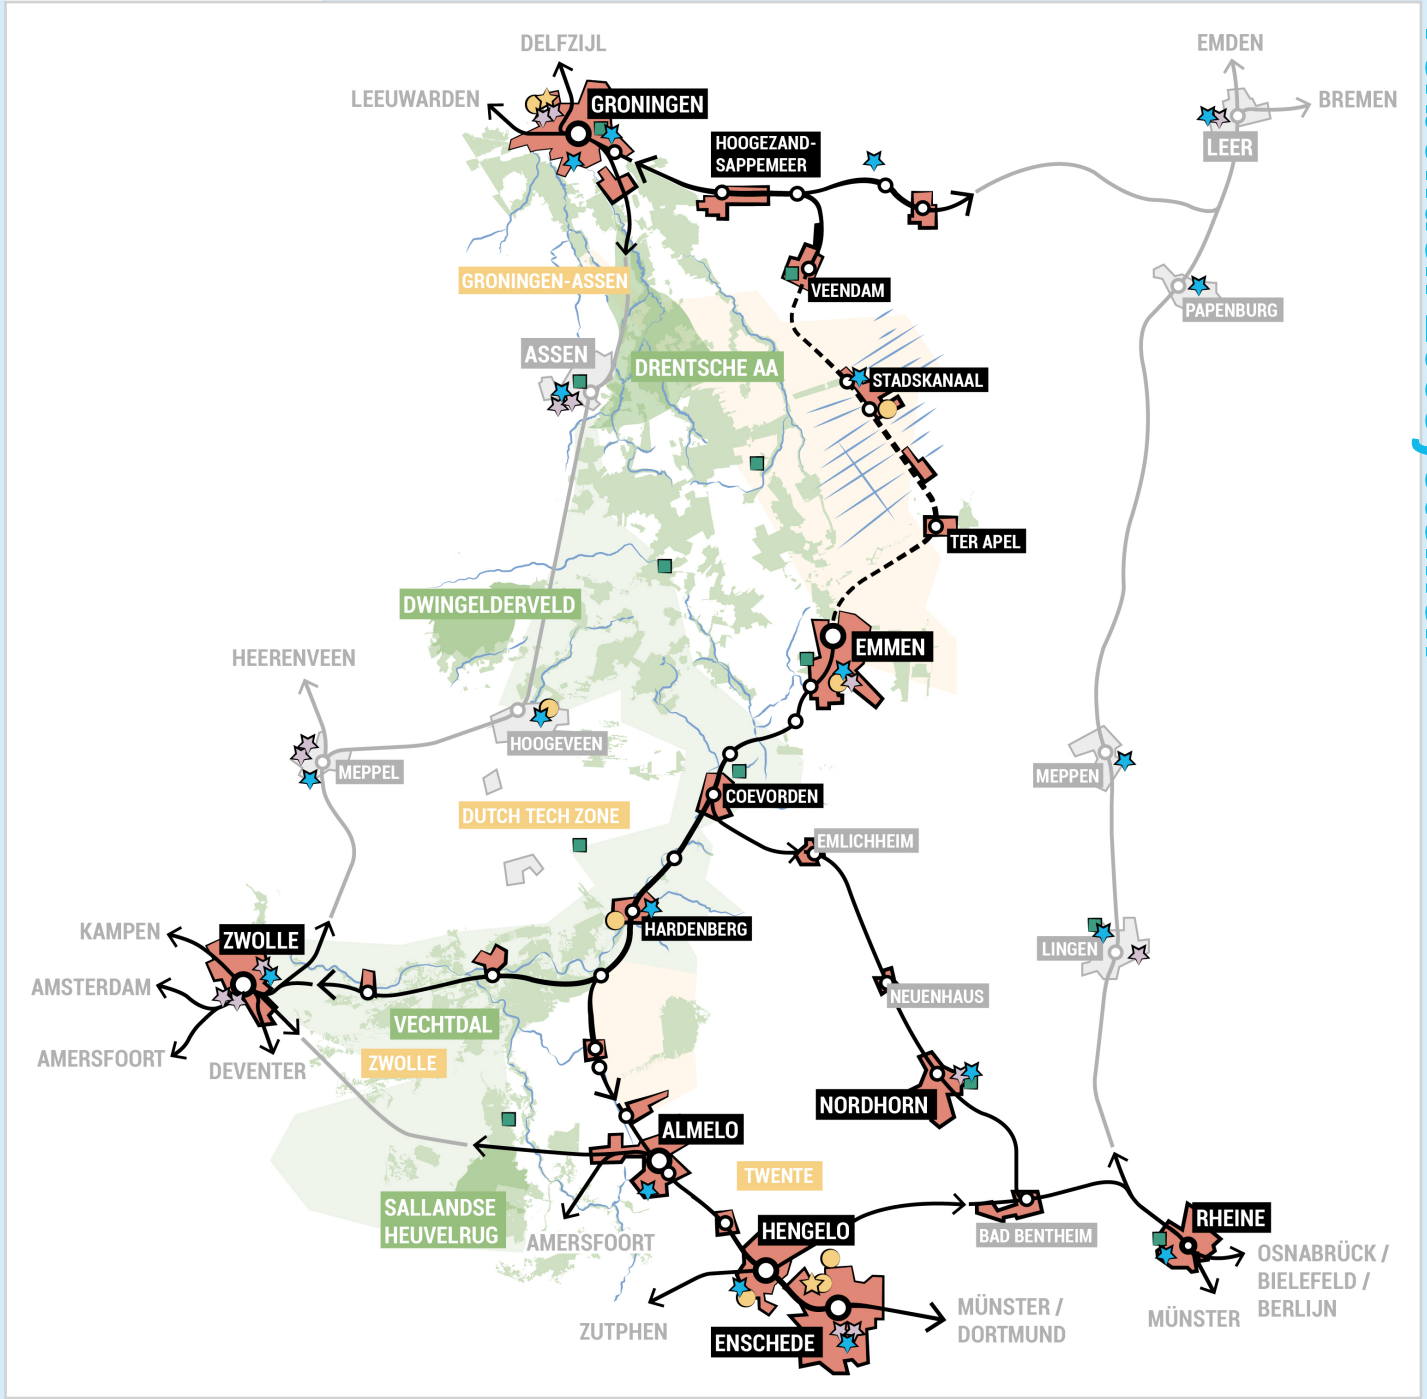 DELFZIJL
EMDEN
LEEUWARDEN
GRONINGEN
BREMEN
HOOGEZAND-
SAPPEMEER
LEER
GRONINGEN-ASSEN
VEENDAM
PAPENBURG
ASSEN
DRENTSCHE AA
STADSKANAAL
TER APEL
DWINGELDERVELD
EMMEN
HEERENVEEN
HOOGEVEEN
MEPPEL
MEPPEN
COEVORDEN
DUTCH TECH ZONE
EMLICHHEIM
HARDENBERG
KAMPEN
ZWOLLE
LINGEN
AMSTERDAM
NEUENHAUS
VECHTDAL
AMERSFOORT
ZWOLLE
DEVENTER
NORDHORN
ALMELO
TWENTE
SALLANDSE
HEUVELRUG
AMERSFOORT
HENGELO
BAD BENTHEIM
RHEINE
OSNABRÜCK /
BIELEFELD /
BERLIJN
MÜNSTER
ZUTPHEN
ENSCHEDE
MÜNSTER /
DORTMUND